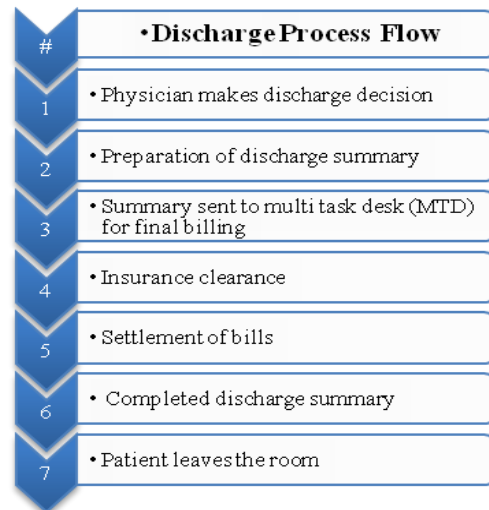 #
•Discharge Process Flow
1
• Physician makes discharge decision
2
• Preparation of discharge summary
3
• Summary sent to multi task desk (MTD)
for final billing
4
• Insurance clearance
5
• Settlement of bills
6
• Completed discharge summary
7
• Patient leaves the room